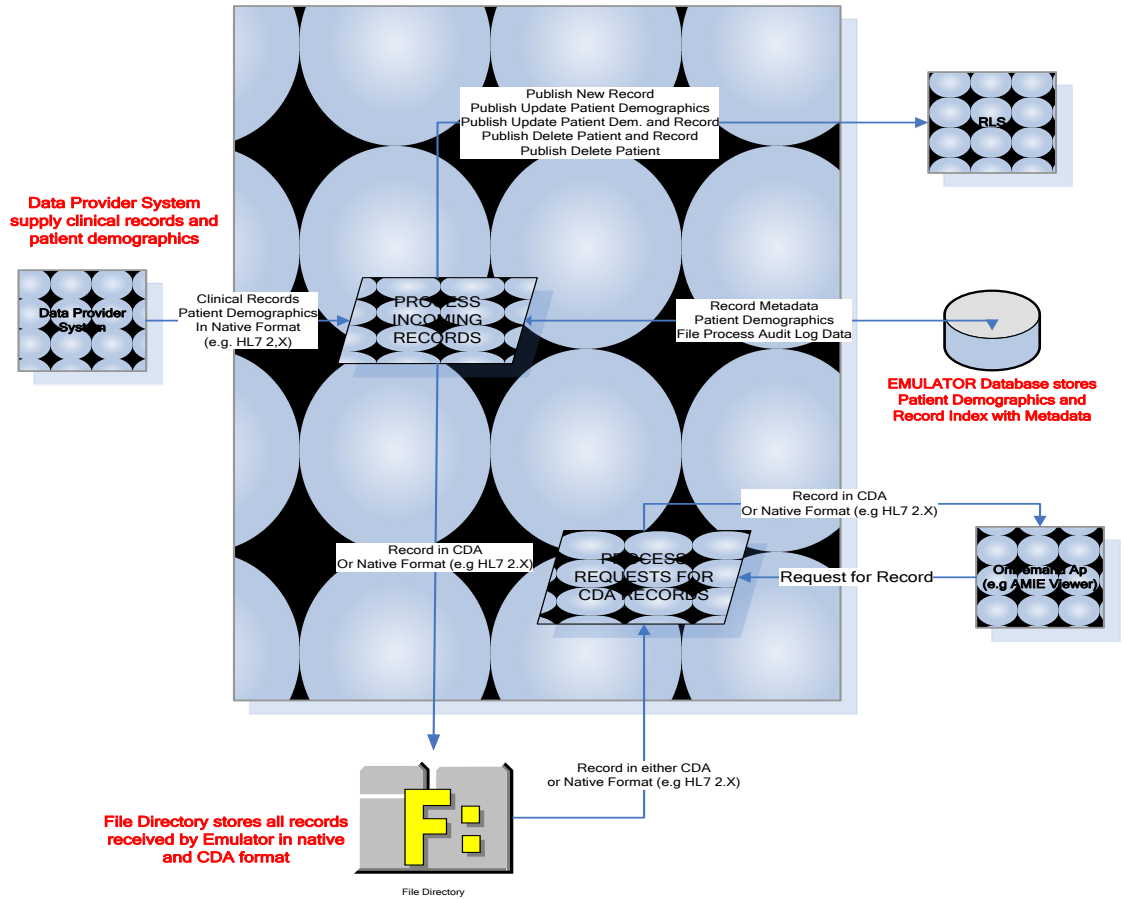 Publish New Record
Publish Update Patient Demographics
Publish Update Patient Dem. and Record
Publish Delete Patient and Record
Publish Delete Patient
RLS
Data Provider System
supply clinical records and
patient demographics
Data Provider
System
Clinical Records
Patient Demographics
In Native Format
(e.g. HL7 2,X)
PROCESS
INCOMING
RECORDS
Record Metadata
Patient Demographics
File Process Audit Log Data
EMULATOR Database stores
Patient Demographics and
Record Index with Metadata
Record in CDA
Or Native Format (e.g HL7 2.X)
Record in CDA
Or Native Format (e.g HL7 2.X)
PROCESS
REQUESTS FOR
CDA RECORDS
Request for Record
OnDemand Ap
(e.g AMIE Viewer)
Record in either CDA
or Native Format (e.g HL7 2.X)
File Directory stores all records
received by Emulator in native
and CDA format
F:
File Directory